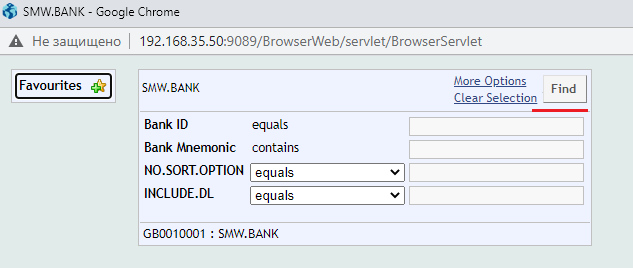 SMW.BANK - Google Chrome
Не защищено 192.168.35.50:9089/BrowserWeb/servlet/BrowserServlet
Favourites
SMW.BANK
More Options
Clear Selection
Find
Bank ID equals
Bank Mnemonic contains
NO.SORT.OPTION equals
INCLUDE.DL equals
GB0010001 : SMW.BANK